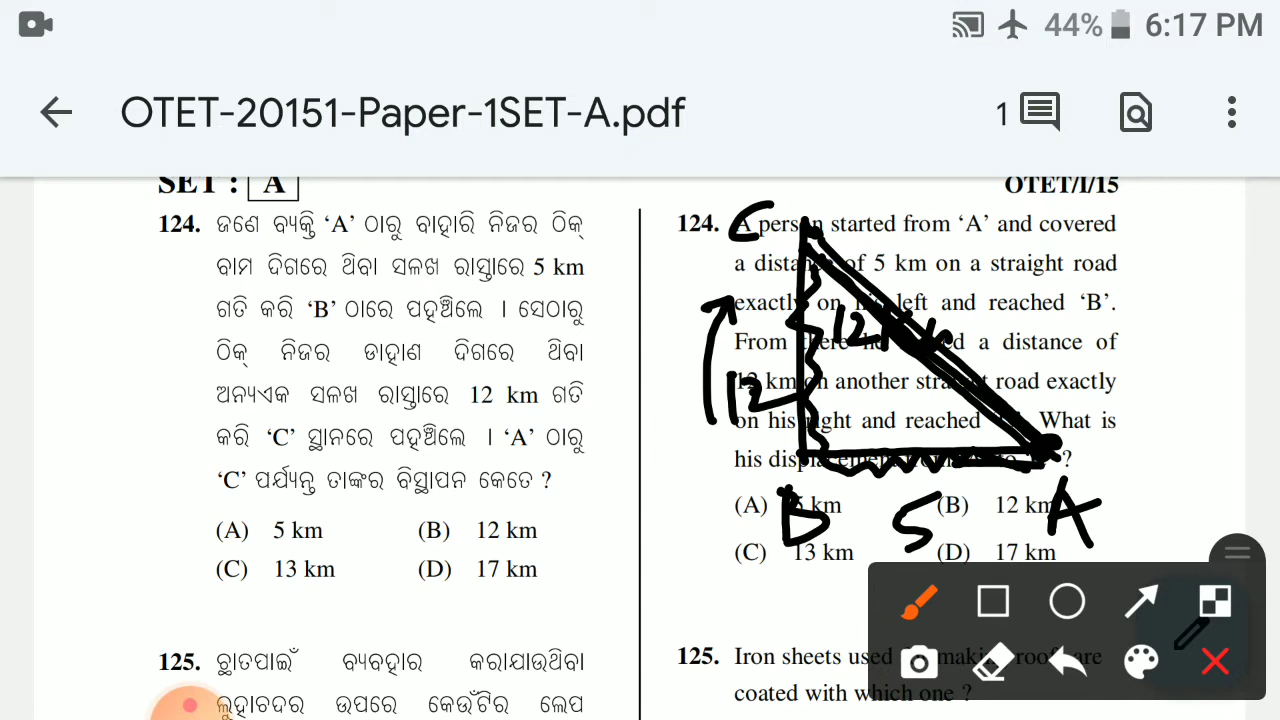 44% 6:17 PM
OTET-20151-Paper-1SET-A.pdf
1
SET : A
OTET/I/15
124. ଜଣେ ବ୍ୟକ୍ତି ‘A’ ଠାରୁ ବାହାରି ନିଜର ଠିକ୍
ବାମ ଦିଗରେ ଥିବା ସଳଖ ରାସ୍ତାରେ 5 km
ଗତି କରି ‘B’ ଠାରେ ପହଞ୍ଚିଲେ । ସେଠାରୁ
ଠିକ୍ ନିଜର ଡାହାଣ ଦିଗରେ ଥିବା
ଅନ୍ୟଏକ ସଳଖ ରାସ୍ତାରେ 12 km ଗତି
କରି ‘C’ ସ୍ଥାନରେ ପହଞ୍ଚିଲେ । ‘A’ ଠାରୁ
‘C’ ପର୍ଯ୍ୟନ୍ତ ତାଙ୍କର ବିସ୍ଥାପନ କେତେ ?
(A) 5 km (B) 12 km
(C) 13 km (D) 17 km
125. ଛାତପାଇଁ ବ୍ୟବହାର କରାଯାଉଥିବା
ଲୁହାଚଦର ଉପରେ କେଉଁଟିର ଲେପ
124. A person started from ‘A’ and covered
a distance of 5 km on a straight road
exactly on his left and reached ‘B’.
From there he a distance of
12 km on another straight road exactly
on his right and reached What is
his displacement ?
(A) 5 km (B) 12 km
(C) 13 km (D) 17 km
125. Iron sheets used making roof are
coated with which one ?
C
12
12
B
5
A